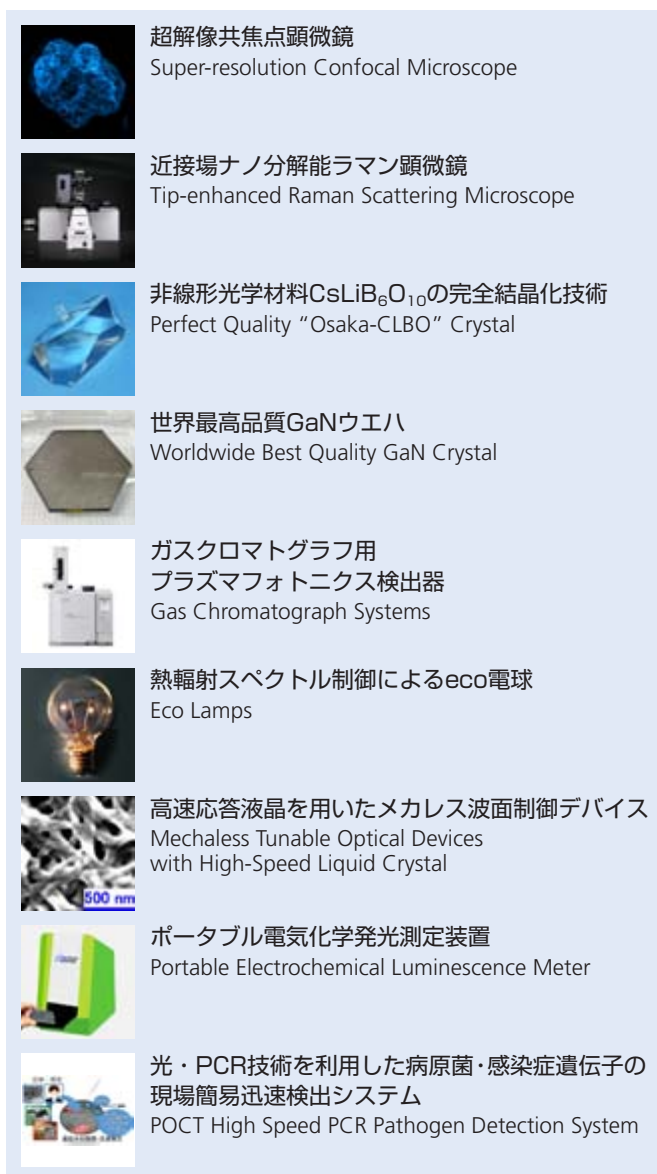 超解像共焦点顕微鏡
Super-resolution Confocal Microscope
近接場ナノ分解能ラマン顕微鏡
Tip-enhanced Raman Scattering Microscope
非線形光学材料CsLiB₆O₁₀の完全結晶化技術
Perfect Quality “Osaka-CLBO” Crystal
世界最高品質GaNウエハ
Worldwide Best Quality GaN Crystal
ガスクロマトグラフ用
プラズマフォトニクス検出器
Gas Chromatograph Systems
熱輻射スペクトル制御によるeco電球
Eco Lamps
高速応答液晶を用いたメカレス波面制御デバイス
Mechaless Tunable Optical Devices
with High-Speed Liquid Crystal
500 nm
ポータブル電気化学発光測定装置
Portable Electrochemical Luminescence Meter
光・PCR技術を利用した病原菌・感染症遺伝子の
現場簡易迅速検出システム
POCT High Speed PCR Pathogen Detection System